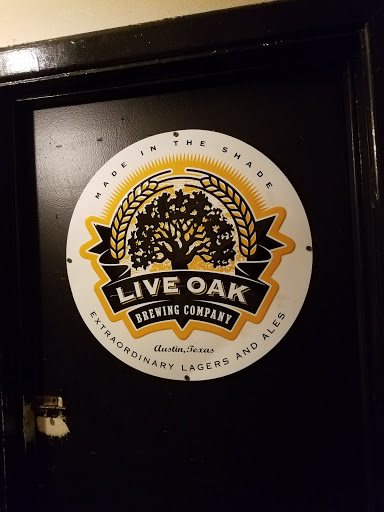 MADE IN THE SHADE
LIVE OAK
BREWING COMPANY
Austin, Texas
EXTRAORDINARY LAGERS AND ALES